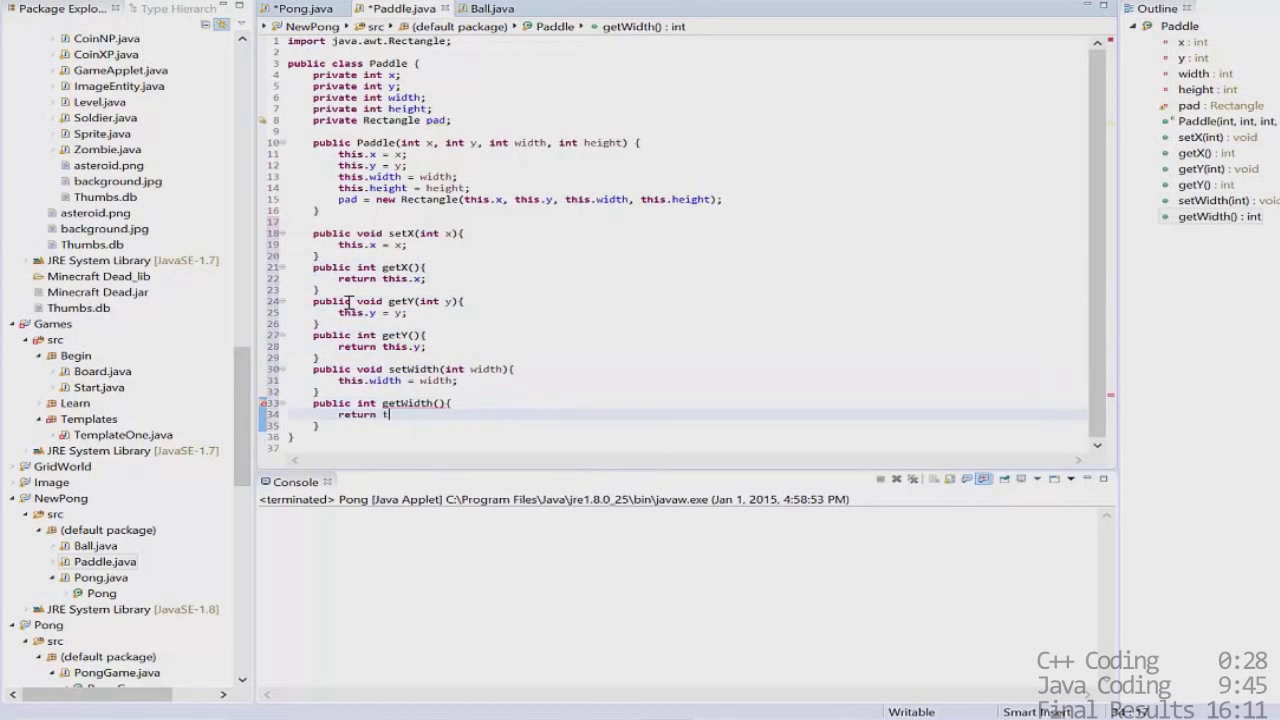 Package Explo...
Type Hierarch
CoinNP.java
CoinXP.java
GameApplet.java
ImageEntity.java
Level.java
Soldier.java
Sprite.java
Zombie.java
asteroid.png
background.jpg
Thumbs.db
asteroid.png
background.jpg
Thumbs.db
JRE System Library [JavaSE-1.7]
Minecraft Dead_lib
Minecraft Dead.jar
Thumbs.db
Games
src
Begin
Board.java
Start.java
Learn
Templates
TemplateOne.java
JRE System Library [JavaSE-1.7]
GridWorld
Image
NewPong
src
(default package)
Ball.java
Paddle.java
Pong.java
Pong
JRE System Library [JavaSE-1.8]
Pong
src
(default package)
PongGame.java
*Pong.java
*Paddle.java
Ball.java
NewPong
src
(default package)
Paddle
getWidth() : int
1 import java.awt.Rectangle;
2
3 public class Paddle {
4 private int x;
5 private int y;
6 private int width;
7 private int height;
8 private Rectangle pad;
9
10 public Paddle(int x, int y, int width, int height) {
11 this.x = x;
12 this.y = y;
13 this.width = width;
14 this.height = height;
15 pad = new Rectangle(this.x, this.y, this.width, this.height);
16 }
17
18 public void setX(int x){
19 this.x = x;
20 }
21 public int getX(){
22 return this.x;
23 }
24 public void getY(int y){
25 this.y = y;
26 }
27 public int getY(){
28 return this.y;
29 }
30 public void setWidth(int width){
31 this.width = width;
32 }
33 public int getWidth(){
34 return t
35 }
36 }
37
Console
<terminated> Pong [Java Applet] C:\Program Files\Java\jre1.8.0_25\bin\javaw.exe (Jan 1, 2015, 4:58:53 PM)
Outline
Paddle
x : int
y : int
width : int
height : int
pad : Rectangle
Paddle(int, int, int,
setX(int) : void
getX() : int
getY(int) : void
getY() : int
setWidth(int) : void
getWidth() : int
C++ Coding 0:28
Java Coding 9:45
Final Results 16:11
Writable
Smart Insert